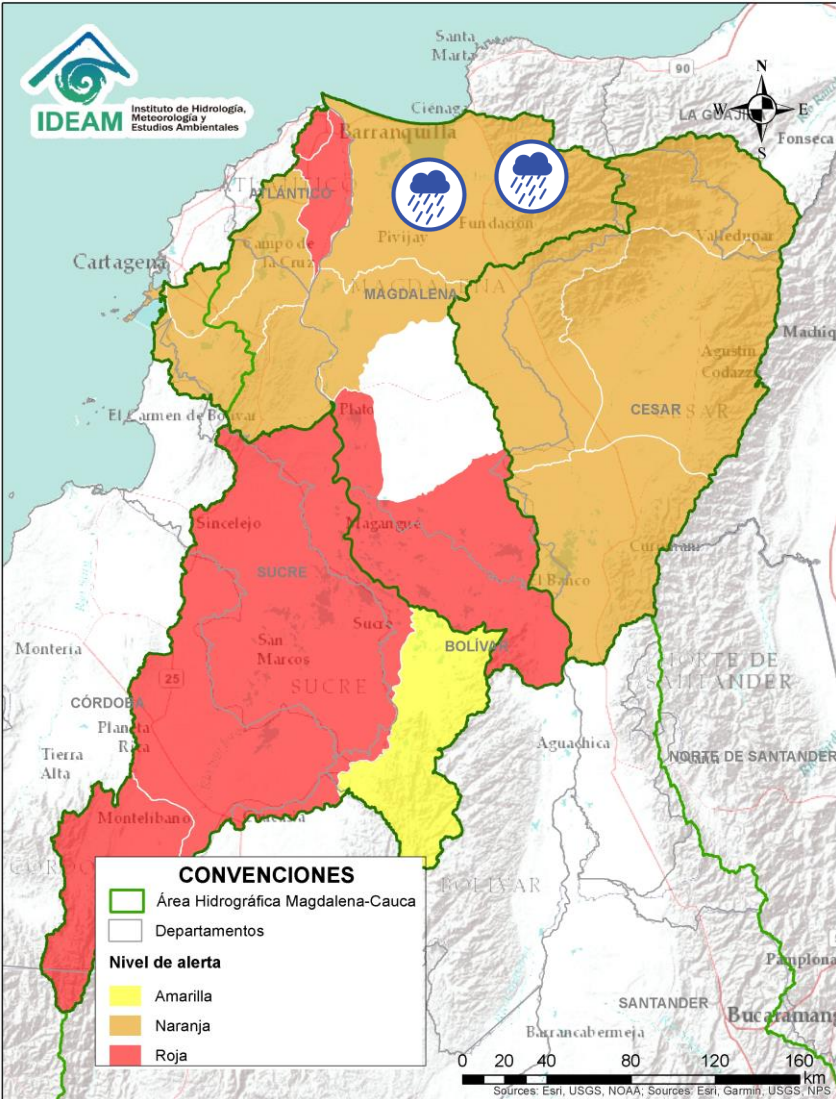 IDEAM
Instituto de Hidrología,
Meteorología y
Estudios Ambientales
Santa
Marta
90
N
W
E
S
LA GUAJIRA
Ciénaga
Fonseca
Barranquilla
ATLÁNTICO
Fundación
Pivijay
Valledupar
Campo de
la Cruz
Cartagena
MAGDALENA
Agustín
Codazzi
El Carmen de Bolívar
Plato
CESAR
Sincelejo
Magangué
Curumaní
SUCRE
El Banco
Sucre
Montería
San
Marcos
BOLÍVAR
SUCRE
NORTE DE
SANTANDER
25
CÓRDOBA
Planeta
Rica
Tierra
Alta
Aguachica
NORTE DE SANTANDER
Montelibano
BOLÍVAR
CONVENCIONES
Área Hidrográfica Magdalena-Cauca
Departamentos
Nivel de alerta
Amarilla
Naranja
Roja
Pamplona
SANTANDER
Bucaramang
Barrancabermeja
0 20 40 80 120 160
km
Sources: Esri, USGS, NOAA; Sources: Esri, Garmin, USGS, NPS